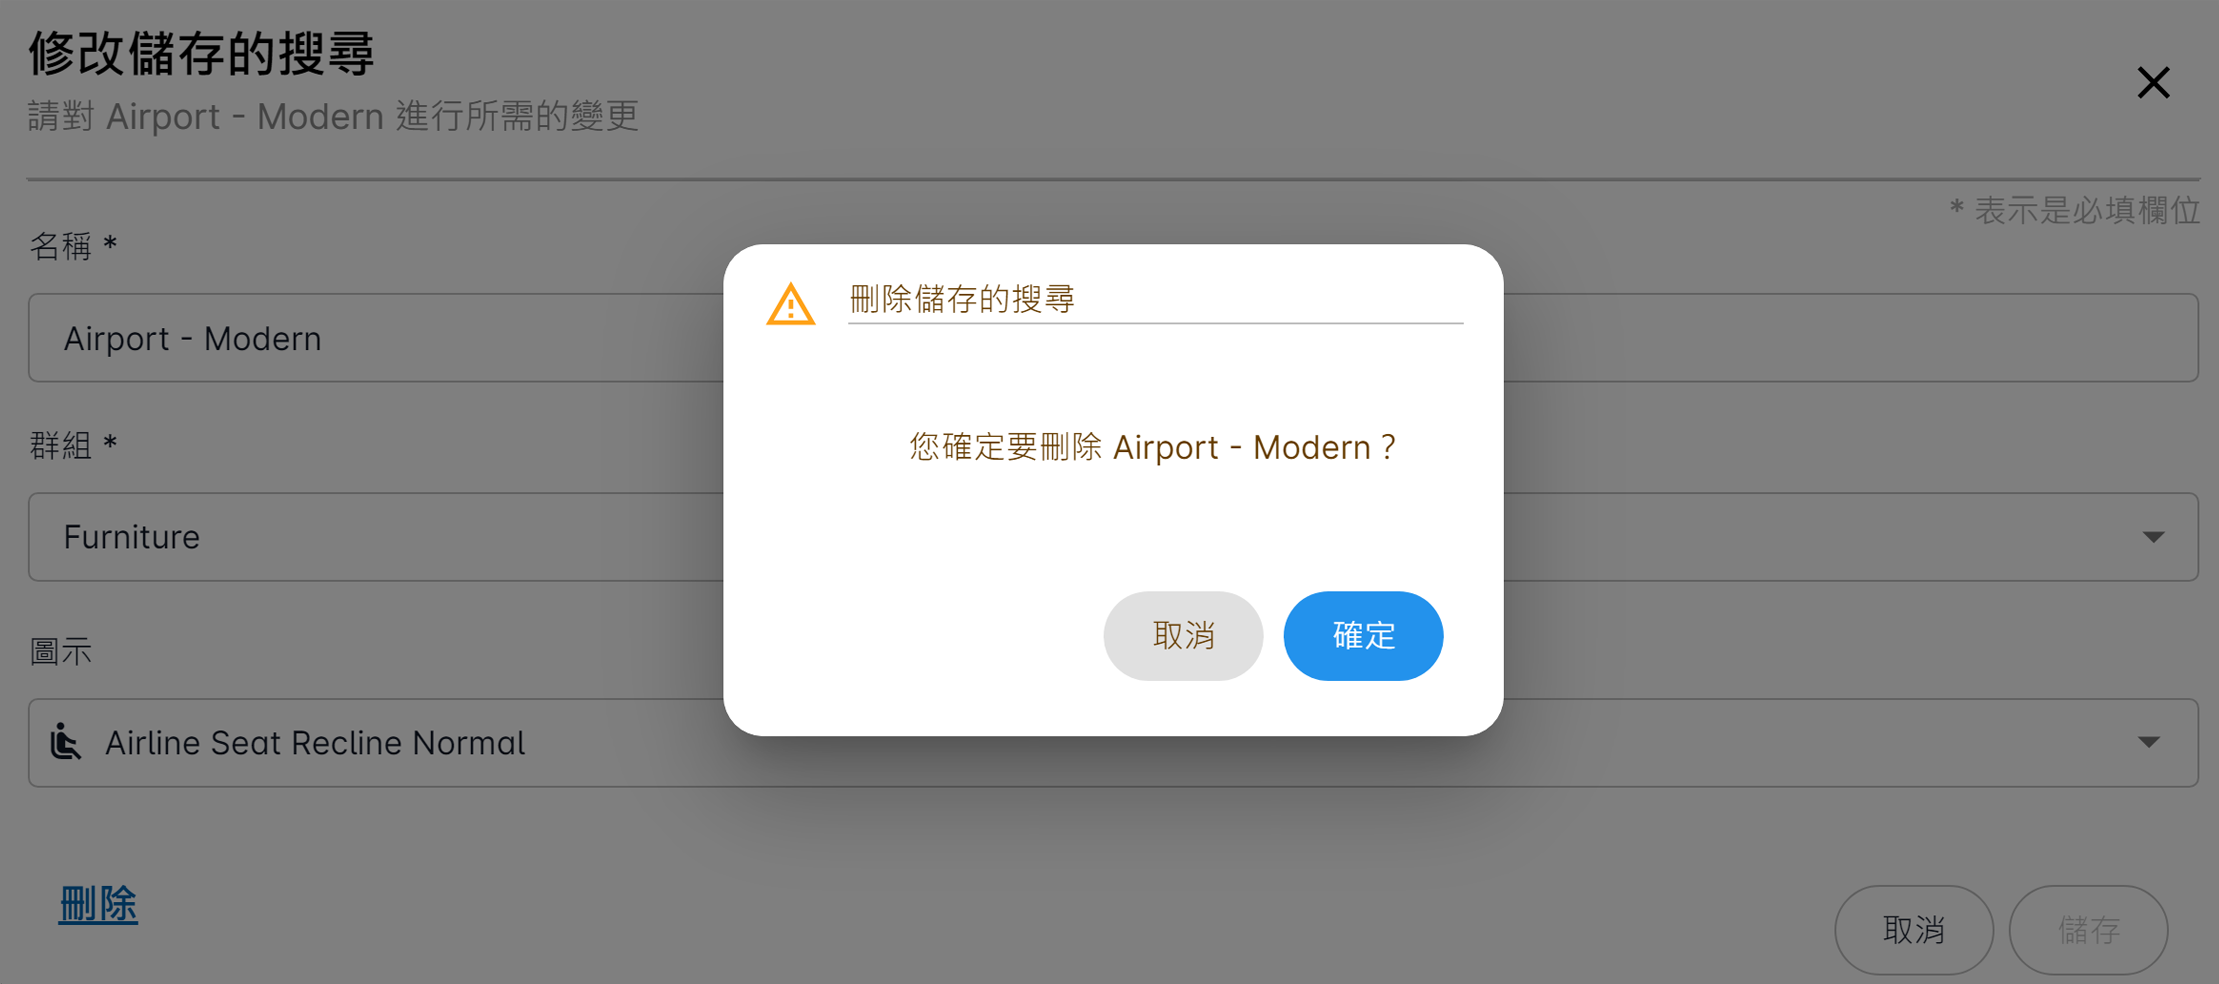 修改儲存的搜尋
請對 Airport - Modern 進行所需的變更
* 表示是必填欄位
名稱 *
Airport - Modern
群組 *
Furniture
圖示
Airline Seat Recline Normal
刪除
取消
儲存
刪除儲存的搜尋
您確定要刪除 Airport - Modern？
取消
確定